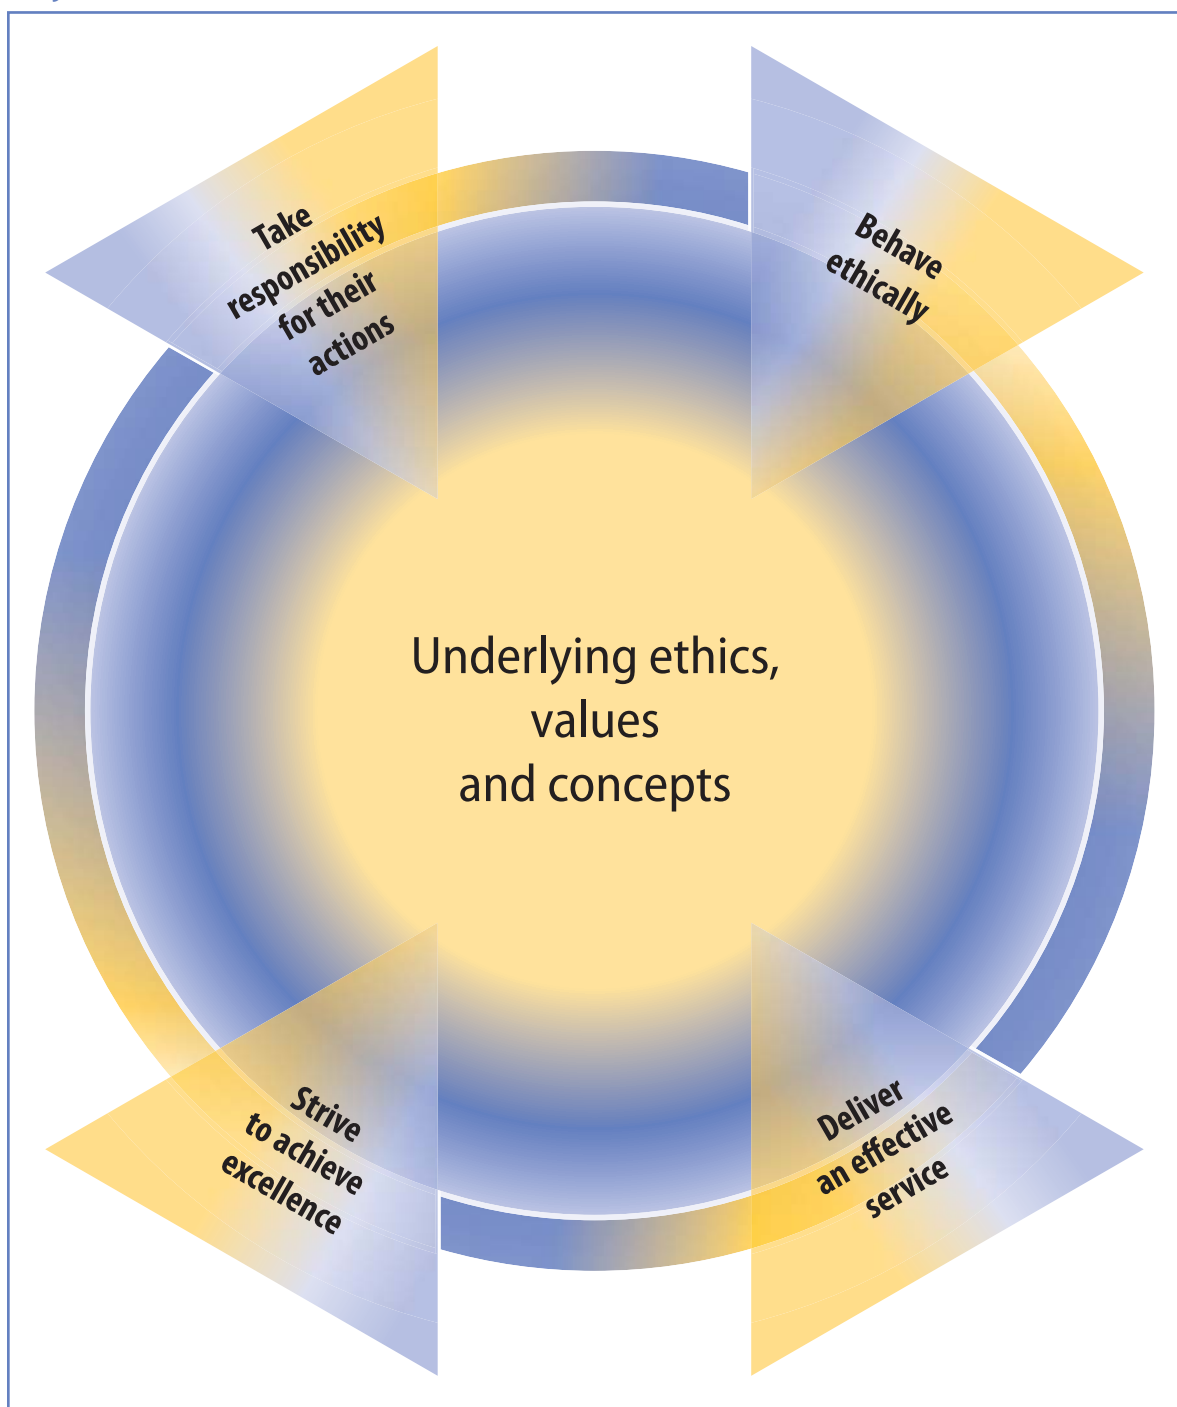 Take
responsibility
for their
actions
Behave
ethically
Underlying ethics,
values
and concepts
Strive
to achieve
excellence
Deliver
an effective
service